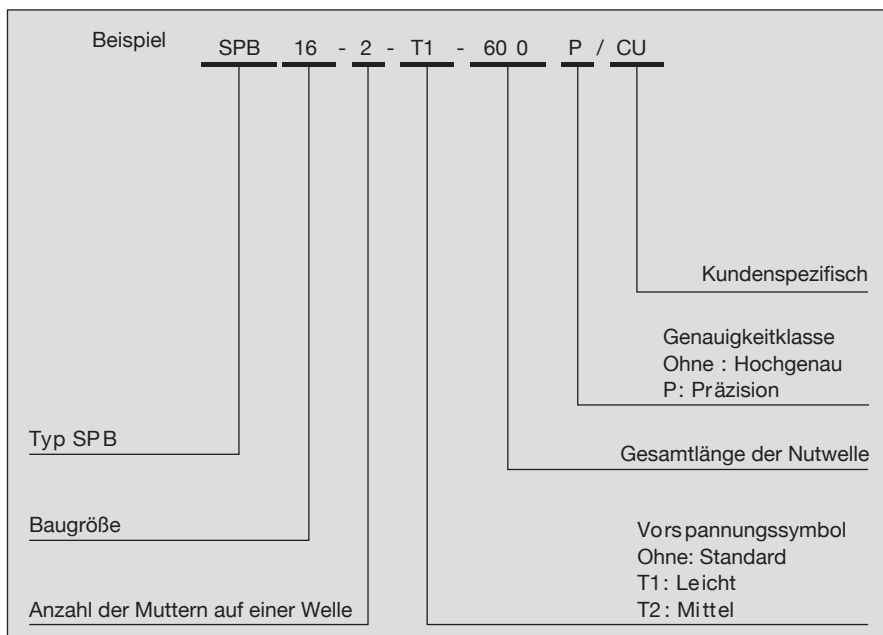 Beispiel SPB 16 - 2 - T1 - 60 0 P / CU
Kundenspezifisch
Genauigkeitklasse
Ohne : Hochgenau
P: Präzision
Typ SPB
Gesamtlänge der Nutwelle
Baugröße
Vorspannungssymbol
Ohne: Standard
T1: Leicht
T2: Mittel
Anzahl der Muttern auf einer Welle